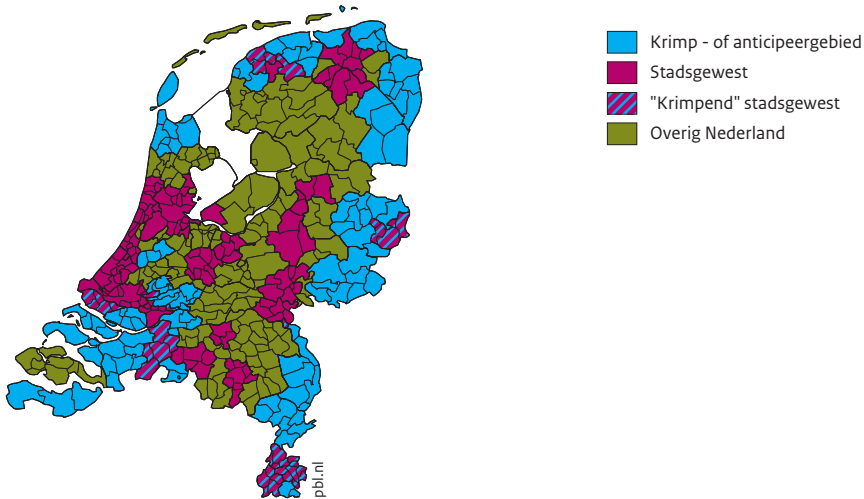 Krimp - of anticipeergebied
Stadsgewest
"Krimpend" stadsgewest
Overig Nederland
pbl.nl